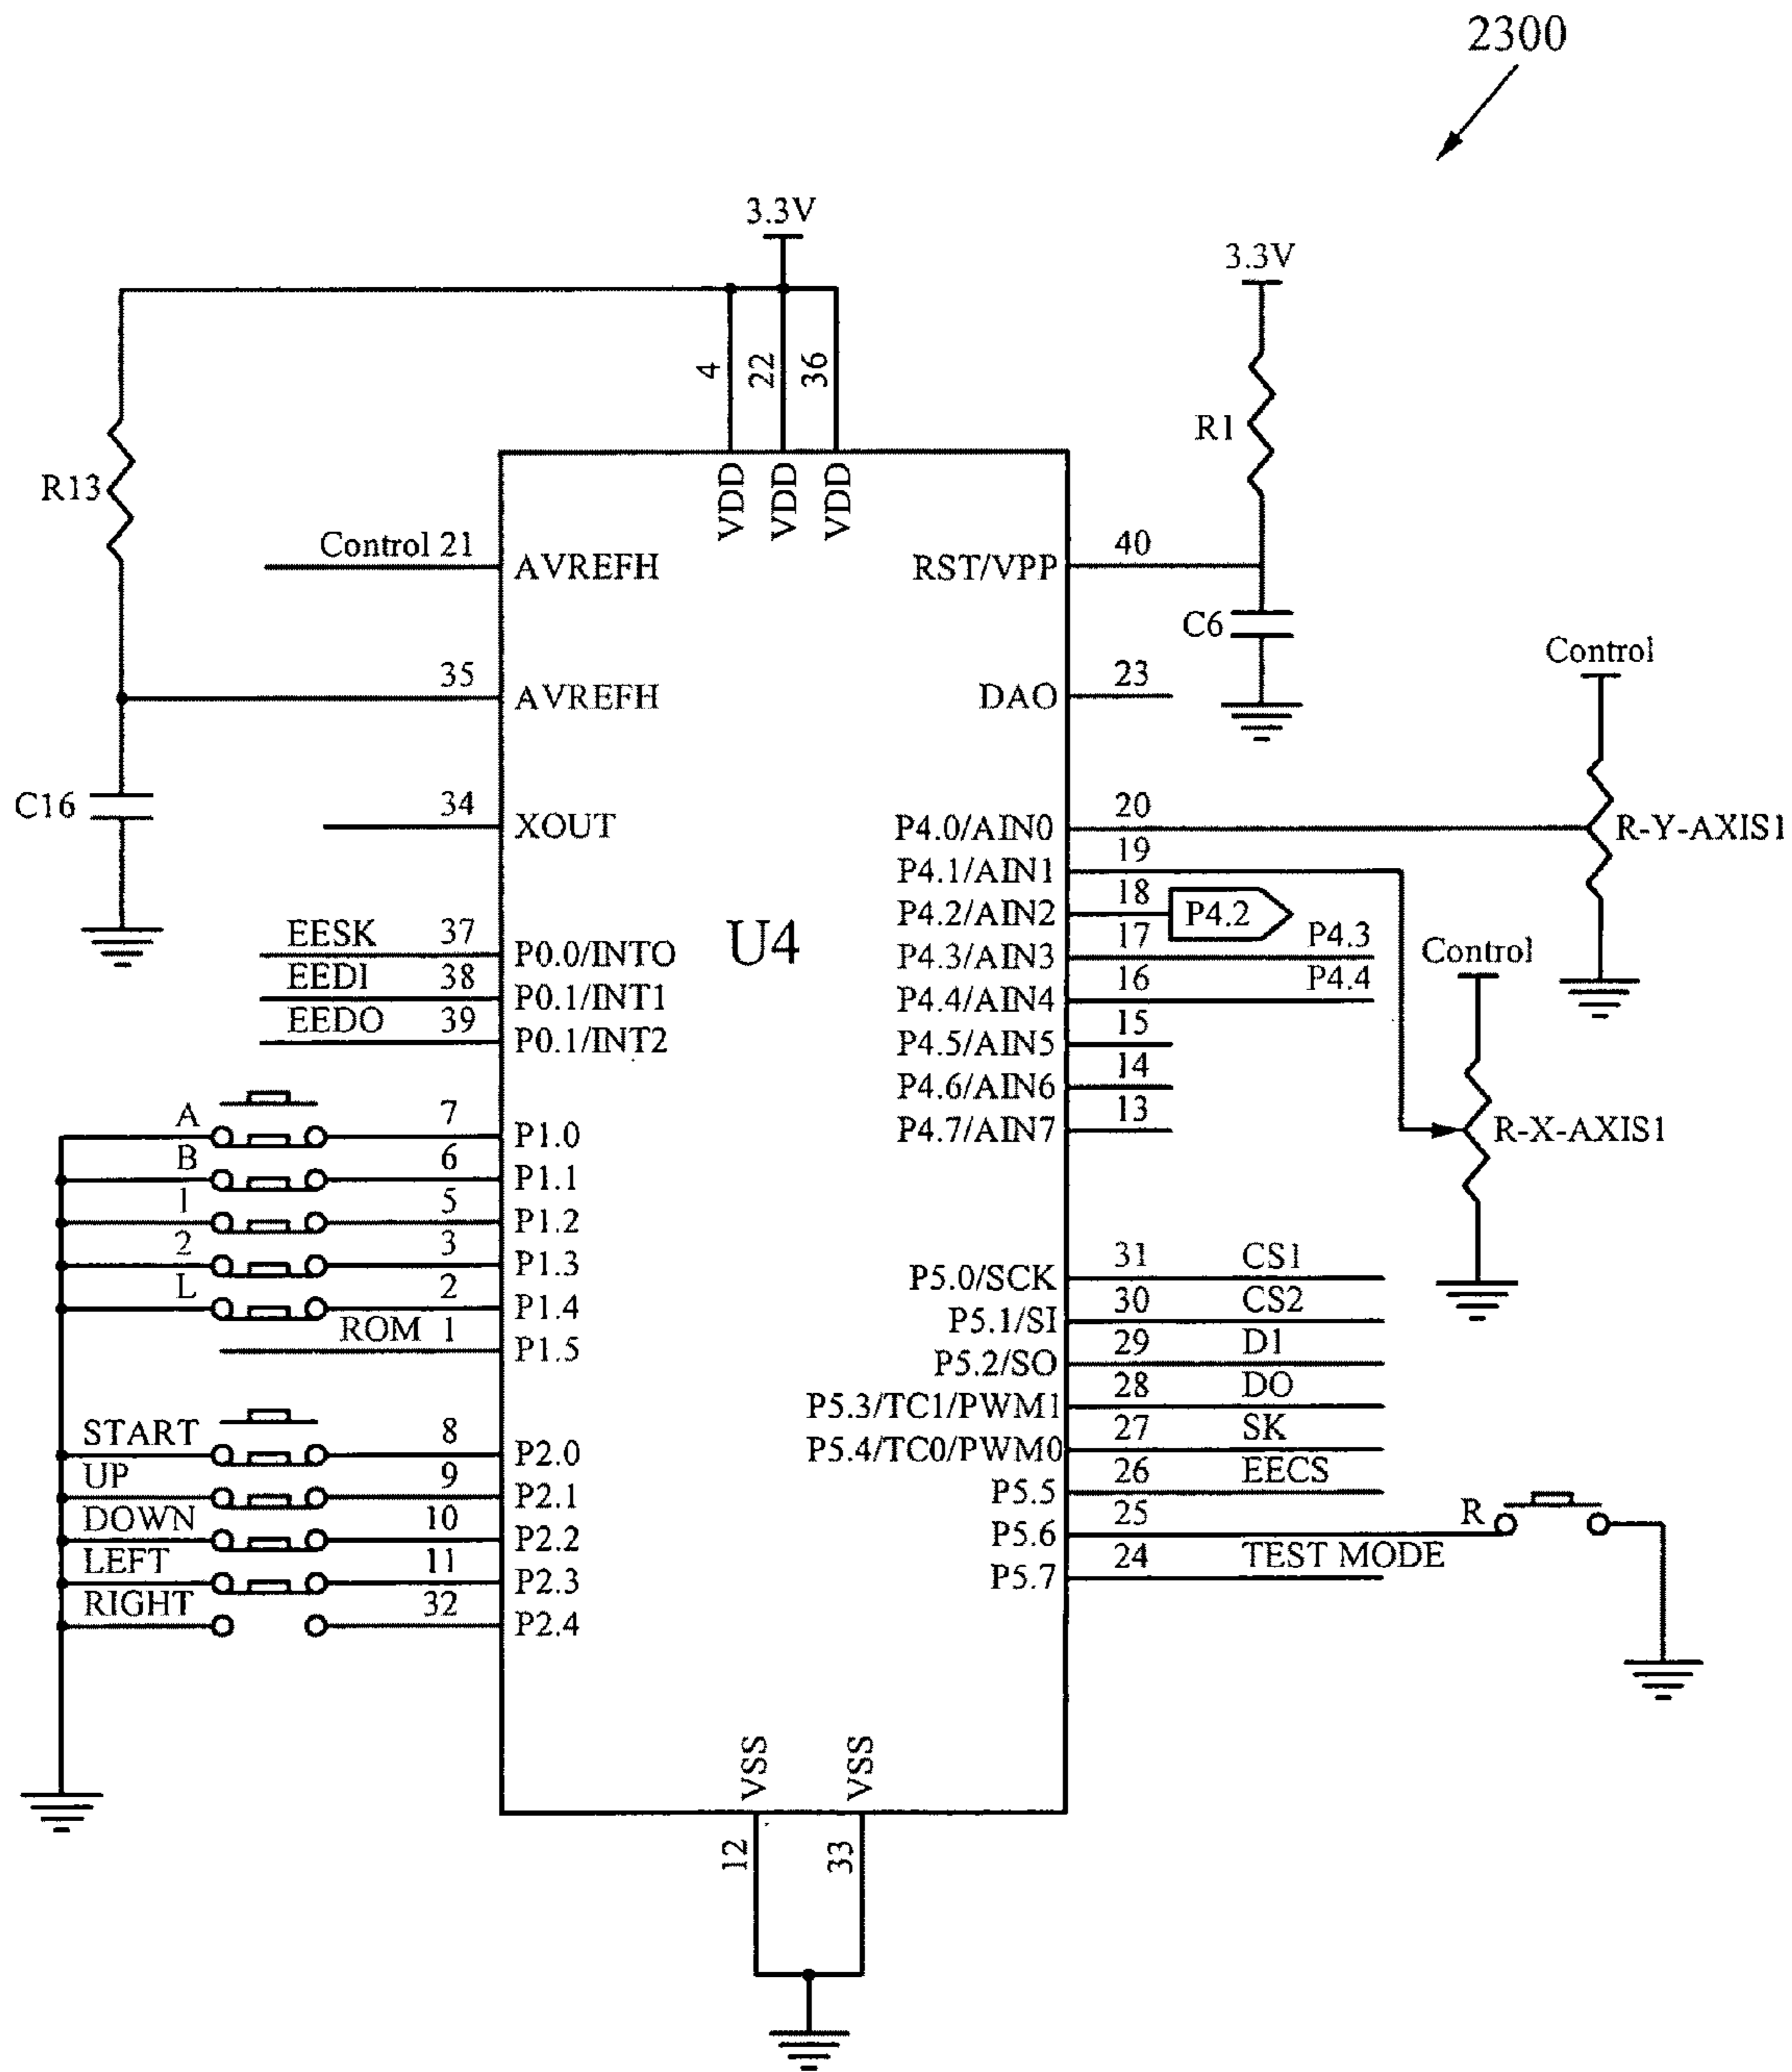 2300
3.3V
3.3V
4
22
36
R1
R13
VDD
VDD
VDD
Control 21
AVREFH
RST/VPP
40
C6
35
AVREFH
DAO
23
Control
C16
34
XOUT
P4.0/AIN0
20
R-Y-AXIS1
P4.1/AIN1
19
P4.2/AIN2
18
P4.2
U4
EESK
37
P0.0/INTO
P4.3/AIN3
17
P4.3
Control
EEDI
38
P0.1/INT1
P4.4/AIN4
16
P4.4
EEDO
39
P0.1/INT2
P4.5/AIN5
15
P4.6/AIN6
14
P4.7/AIN7
13
R-X-AXIS1
A
7
P1.0
B
6
P1.1
1
5
P1.2
2
3
P1.3
L
2
P1.4
ROM 1
P1.5
P5.0/SCK
31
CS1
P5.1/SI
30
CS2
P5.2/SO
29
D1
P5.3/TC1/PWM1
28
DO
P5.4/TC0/PWM0
27
SK
P5.5
26
EECS
P5.6
25
R
P5.7
24
TEST MODE
START
8
P2.0
UP
9
P2.1
DOWN
10
P2.2
LEFT
11
P2.3
RIGHT
32
P2.4
VSS
VSS
12
33